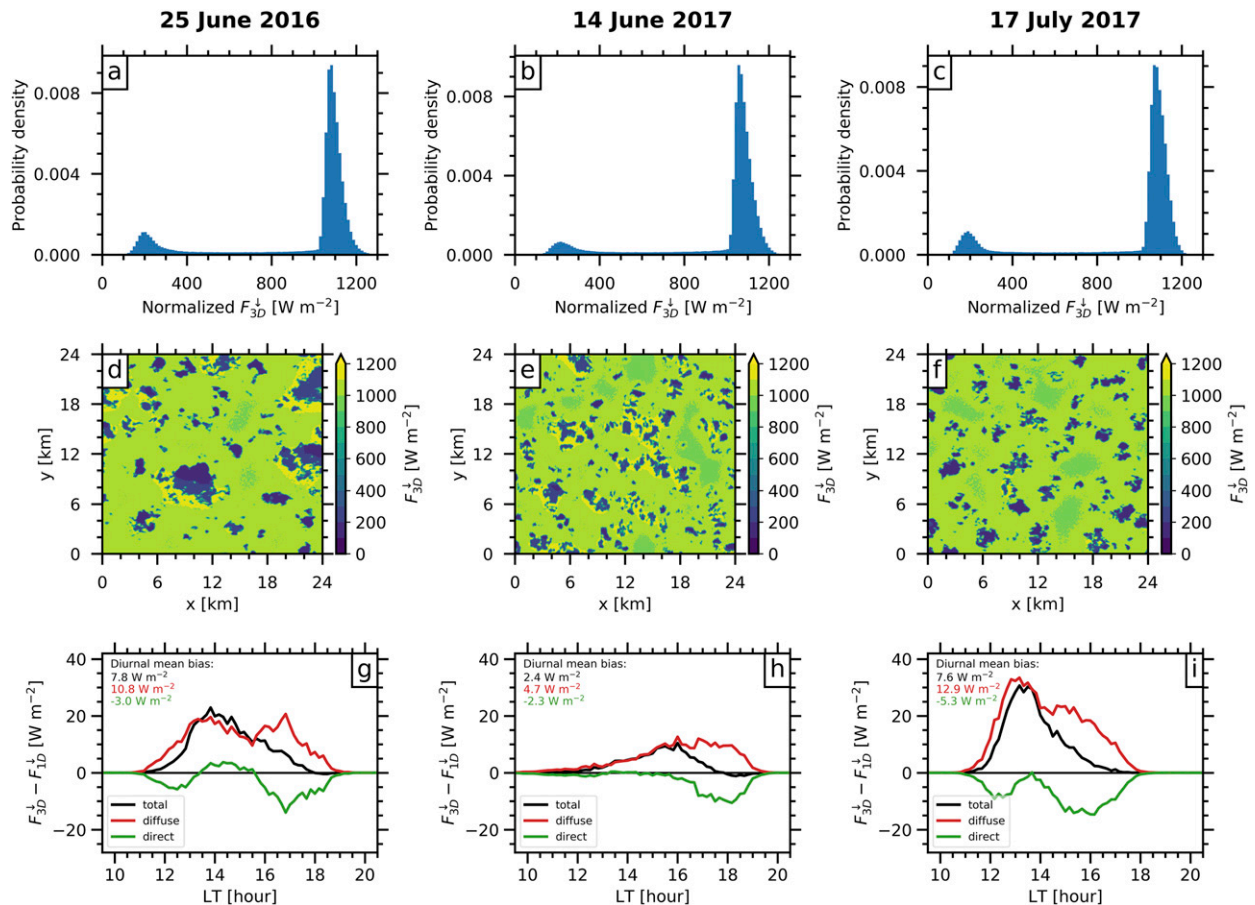 25 June 2016
14 June 2017
17 July 2017
a
Probability density
0.008
0.004
0.000
0 400 800 1200
Normalized F↓3D [W m−2]
b
Probability density
0.008
0.004
0.000
0 400 800 1200
Normalized F↓3D [W m−2]
c
Probability density
0.008
0.004
0.000
0 400 800 1200
Normalized F↓3D [W m−2]
d
y [km]
24
18
12
6
0
0 6 12 18 24
x [km]
1200
1000
800
600
400
200
0
F↓3D [W m−2]
e
y [km]
24
18
12
6
0
0 6 12 18 24
x [km]
1200
1000
800
600
400
200
0
F↓3D [W m−2]
f
y [km]
24
18
12
6
0
0 6 12 18 24
x [km]
1200
1000
800
600
400
200
0
F↓3D [W m−2]
g
F↓3D − F↓1D [W m−2]
40
20
0
−20
Diurnal mean bias:
7.8 W m−2
10.8 W m−2
-3.0 W m−2
total
diffuse
direct
10 12 14 16 18 20
LT [hour]
h
F↓3D − F↓1D [W m−2]
40
20
0
−20
Diurnal mean bias:
2.4 W m−2
4.7 W m−2
-2.3 W m−2
total
diffuse
direct
10 12 14 16 18 20
LT [hour]
i
F↓3D − F↓1D [W m−2]
40
20
0
−20
Diurnal mean bias:
7.6 W m−2
12.9 W m−2
-5.3 W m−2
total
diffuse
direct
10 12 14 16 18 20
LT [hour]